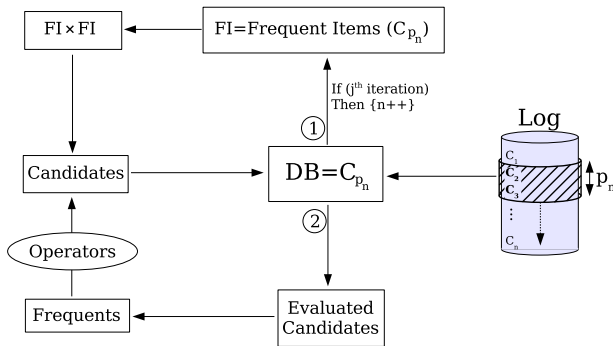 FI×FI
FI=Frequent Items (Cpn)
If (jth iteration)
Then {n++}
1
Log
Candidates
DB=Cpn
C1
C2
C3
⋮
Cn
pn
2
Operators
Frequents
Evaluated
Candidates